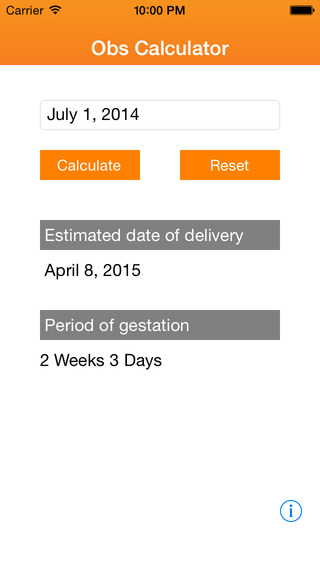 Carrier 10:00 PM
Obs Calculator
July 1, 2014
Calculate Reset
Estimated date of delivery
April 8, 2015
Period of gestation
2 Weeks 3 Days
i